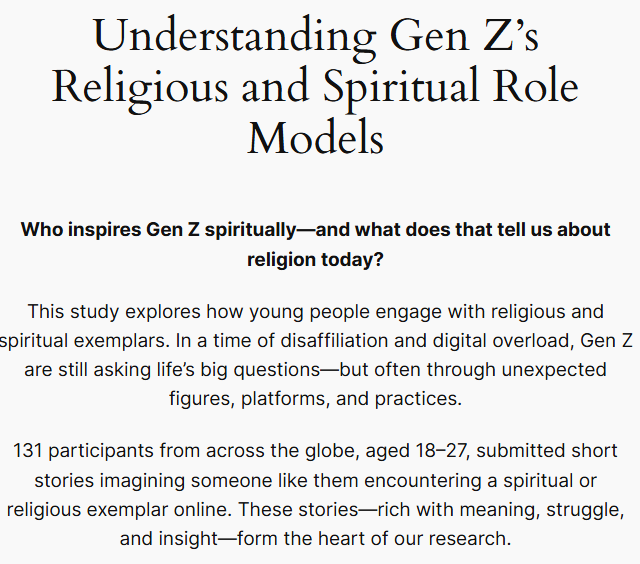 Understanding Gen Z’s
Religious and Spiritual Role
Models
Who inspires Gen Z spiritually—and what does that tell us about
religion today?
This study explores how young people engage with religious and
spiritual exemplars. In a time of disaffiliation and digital overload, Gen Z
are still asking life’s big questions—but often through unexpected
figures, platforms, and practices.
131 participants from across the globe, aged 18–27, submitted short
stories imagining someone like them encountering a spiritual or
religious exemplar online. These stories—rich with meaning, struggle,
and insight—form the heart of our research.